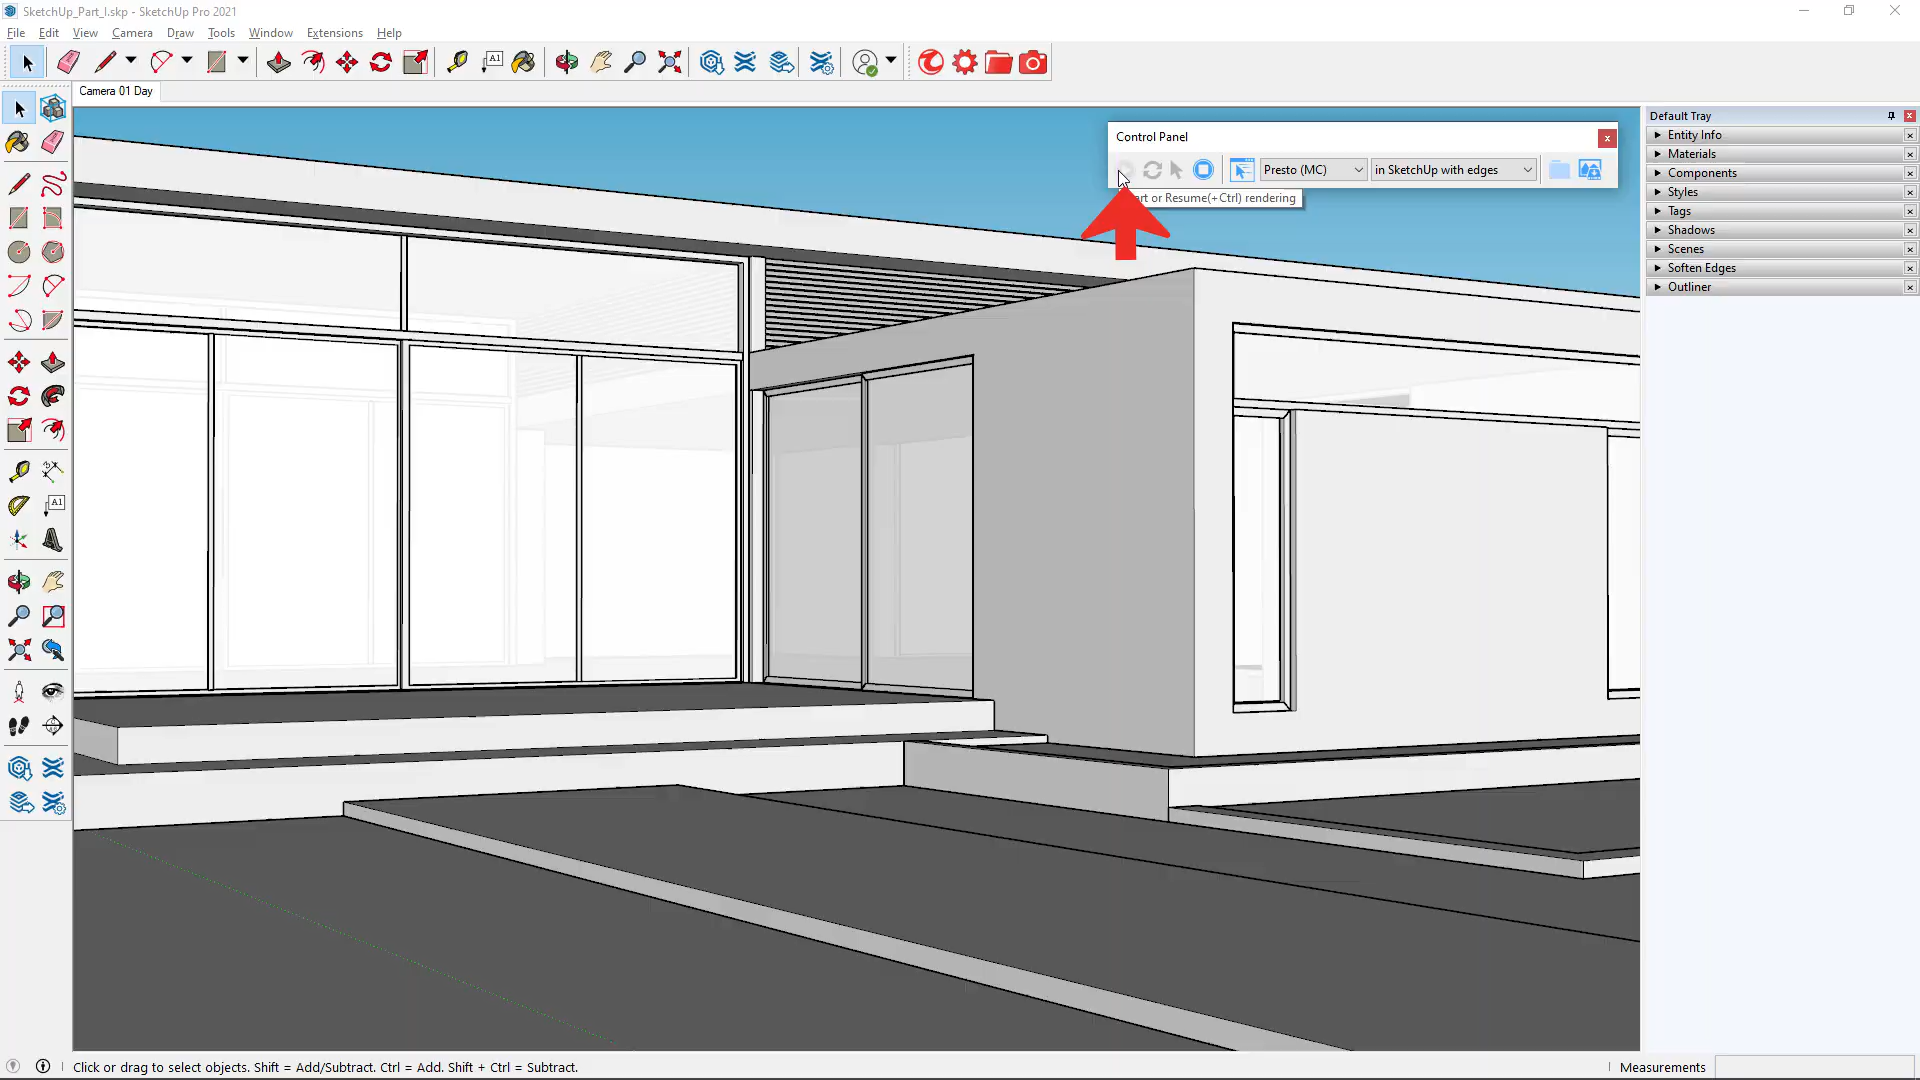 SketchUp_Part_I.skp - SketchUp Pro 2021
File Edit View Camera Draw Tools Window Extensions Help
A1
Camera 01 Day
Control Panel
Presto (MC) in SketchUp with edges
or Resume(+Ctrl) rendering
Default Tray
Entity Info
Materials
Components
Styles
Tags
Shadows
Scenes
Soften Edges
Outliner
A1
Click or drag to select objects. Shift = Add/Subtract. Ctrl = Add. Shift + Ctrl = Subtract.
Measurements